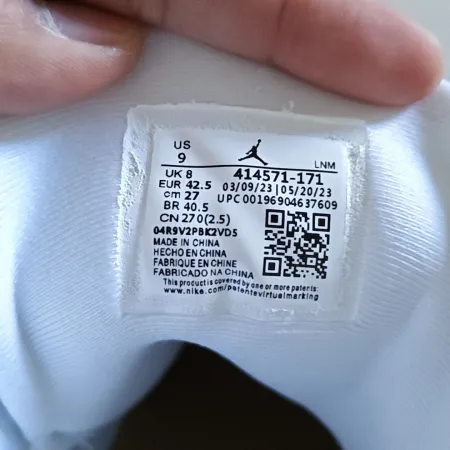 US
9
LNM
UK 8 414571-171
EUR 42.5 03/09/23 | 05/20/23
cm 27 UPC 00196904637609
BR 40.5
CN 270(2.5)
04R9V2PBK2VD5
MADE IN CHINA
HECHO EN CHINA
FABRIQUE EN CHINE
FABRICADO NA CHINA
This product is covered by one or more patents:
www.nike.com/patentsvirtualmarking